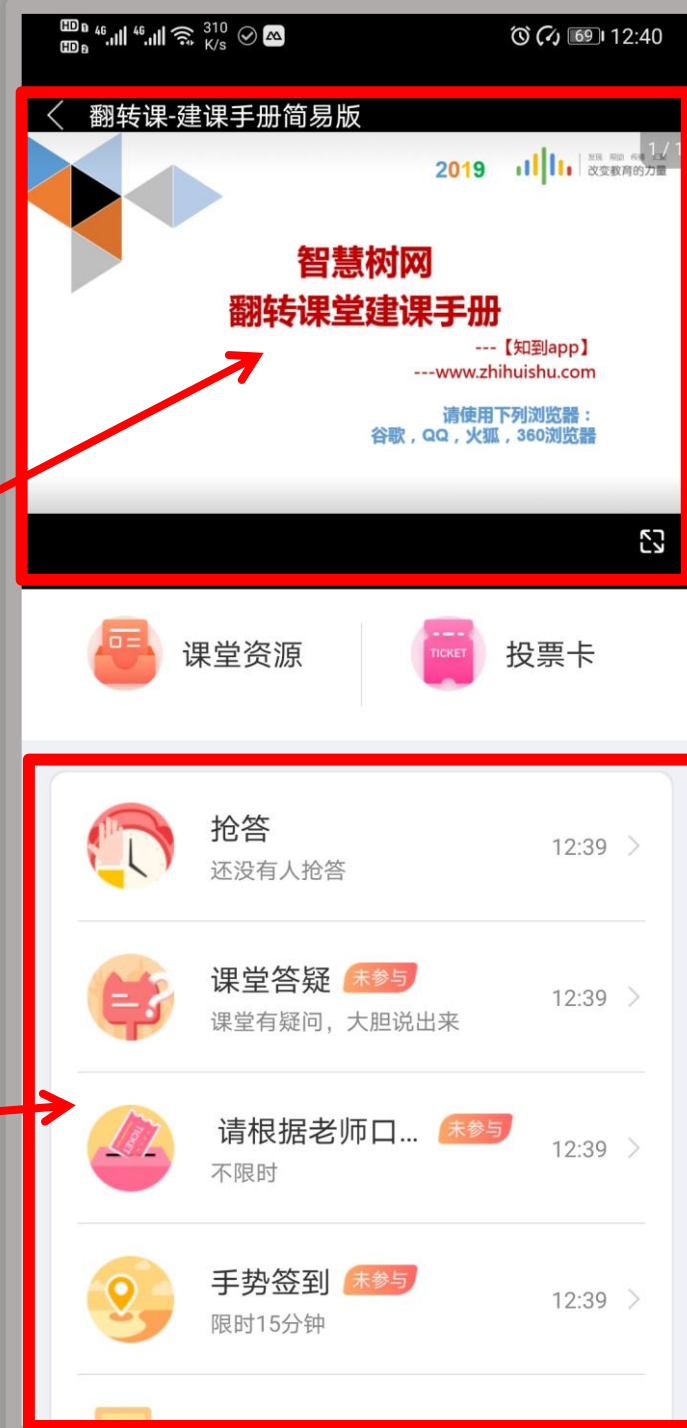 HD 4G 4G 310 K/s 69 12:40
HD
翻转课-建课手册简易版
1/1
2019
改变教育的力量
智慧树网
翻转课堂建课手册
---【知到app】
---www.zhihuishu.com
请使用下列浏览器：
谷歌，QQ，火狐，360浏览器
课堂资源
TICKET
投票卡
抢答
还没有人抢答
12:39
课堂答疑 未参与
课堂有疑问，大胆说出来
12:39
TICKET
请根据老师口... 未参与
不限时
12:39
手势签到 未参与
限时15分钟
12:39